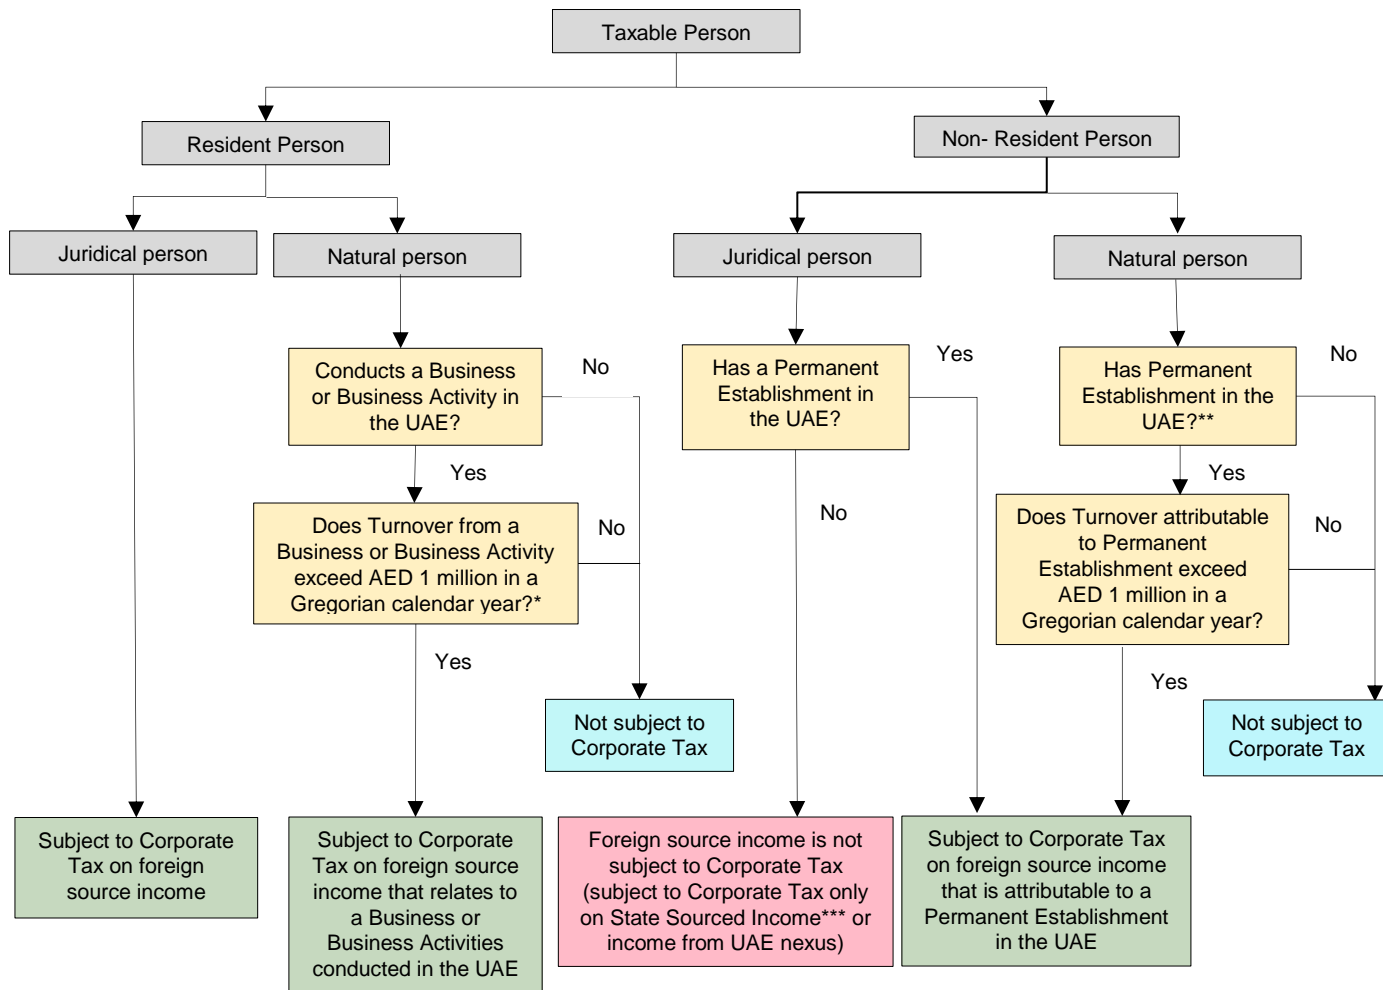 Taxable Person
Resident Person
Non- Resident Person
Juridical person
Natural person
Juridical person
Natural person
Conducts a Business
or Business Activity in
the UAE?
No
Has a Permanent
Establishment in
the UAE?
Yes
Has Permanent
Establishment in the
UAE?**
No
Yes
Yes
Does Turnover from a
Business or Business Activity
exceed AED 1 million in a
Gregorian calendar year?*
No
No
Does Turnover attributable
to Permanent
Establishment exceed
AED 1 million in a
Gregorian calendar year?
No
Yes
Yes
Not subject to
Corporate Tax
Not subject to
Corporate Tax
Subject to Corporate
Tax on foreign
source income
Subject to Corporate
Tax on foreign source
income that relates to
a Business or
Business Activities
conducted in the UAE
Foreign source income is not
subject to Corporate Tax
(subject to Corporate Tax only
on State Sourced Income*** or
income from UAE nexus)
Subject to Corporate Tax
on foreign source income
that is attributable to a
Permanent Establishment
in the UAE